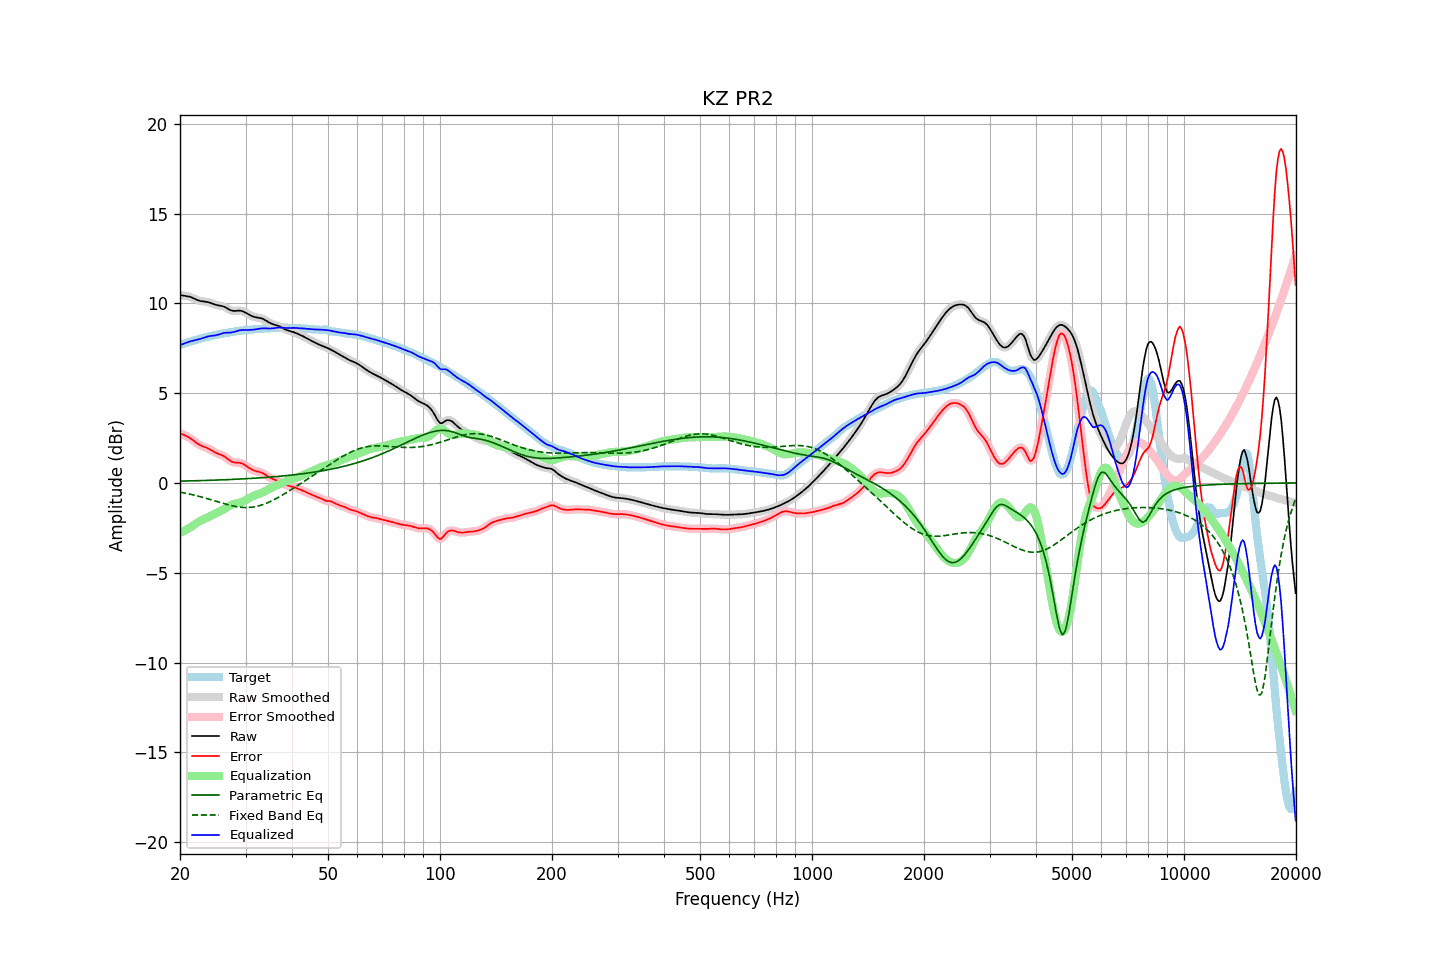 KZ PR2
Amplitude (dBr)
20
15
10
5
0
−5
−10
−15
−20
Target
Raw Smoothed
Error Smoothed
Raw
Error
Equalization
Parametric Eq
Fixed Band Eq
Equalized
20 50 100 200 500 1000 2000 5000 10000 20000
Frequency (Hz)